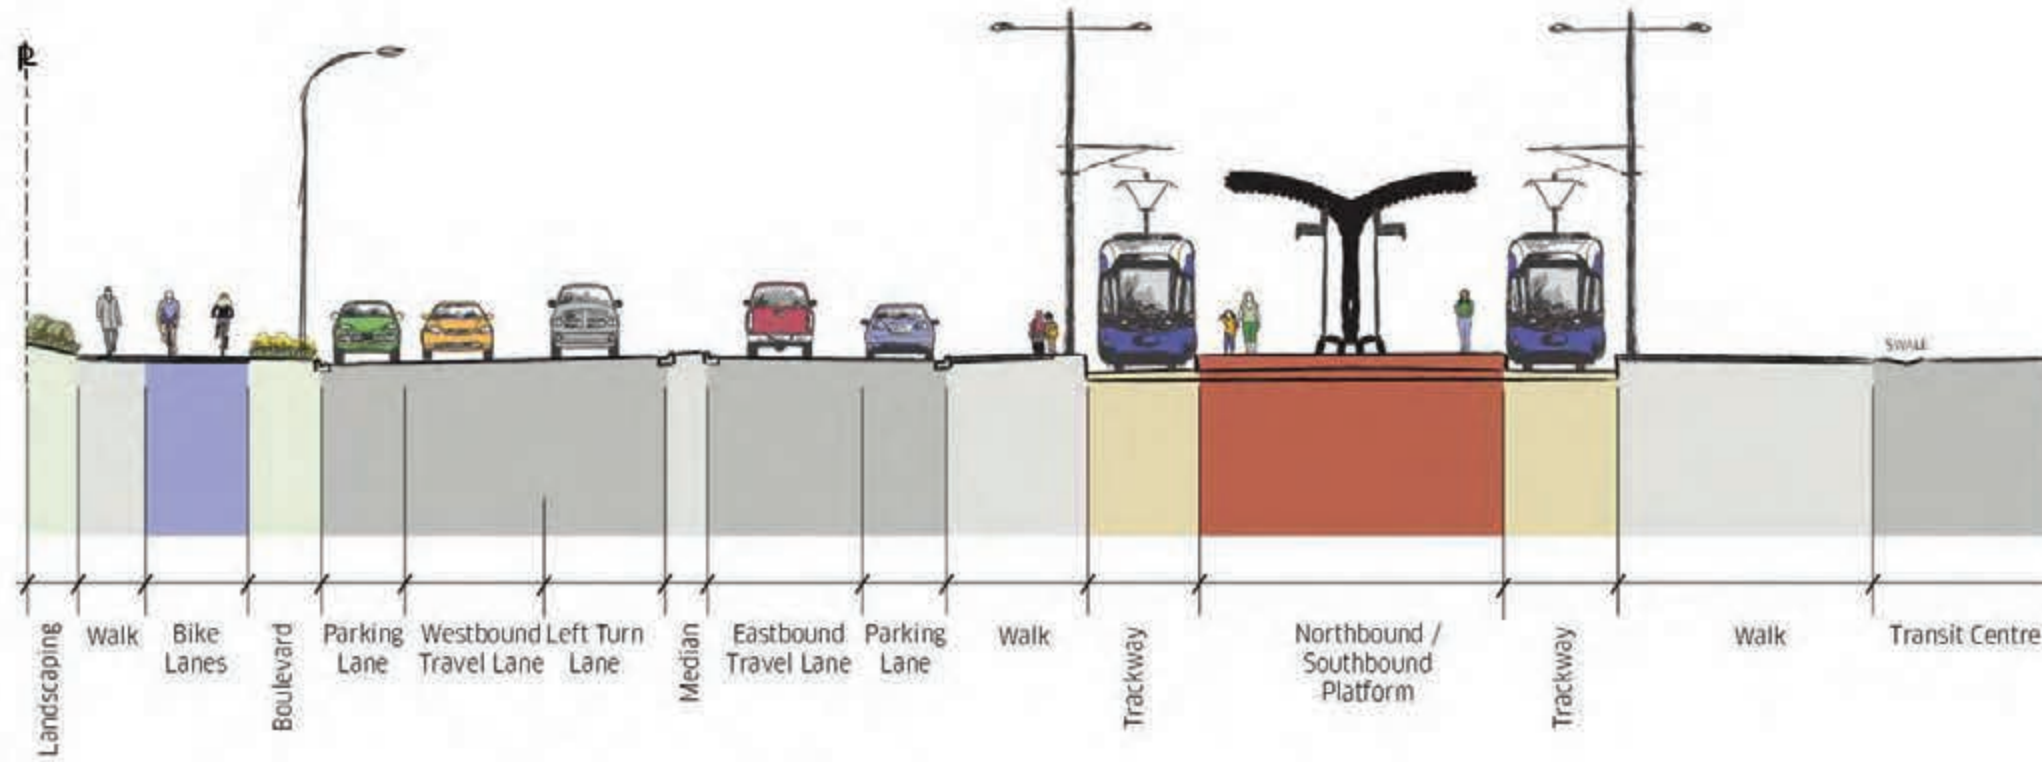 PL
SWALE
Landscaping
Walk
Bike
Lanes
Boulevard
Parking
Lane
Westbound
Travel Lane
Left Turn
Lane
Median
Eastbound
Travel Lane
Parking
Lane
Walk
Trackway
Northbound /
Southbound
Platform
Trackway
Walk
Transit Centre